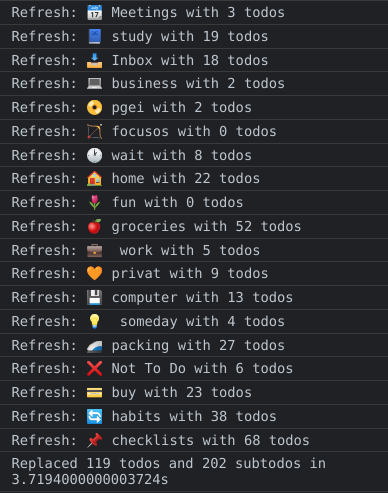 Refresh: 📅 Meetings with 3 todos
Refresh: 📘 study with 19 todos
Refresh: 📥 Inbox with 18 todos
Refresh: 💻 business with 2 todos
Refresh: 📀 pgei with 2 todos
Refresh: 🏹 focusos with 0 todos
Refresh: 🕐 wait with 8 todos
Refresh: 🏠 home with 22 todos
Refresh: 🌷 fun with 0 todos
Refresh: 🍎 groceries with 52 todos
Refresh: 💼  work with 5 todos
Refresh: 🧡 privat with 9 todos
Refresh: 💾 computer with 13 todos
Refresh: 💡  someday with 4 todos
Refresh: 🚄 packing with 27 todos
Refresh: ❌ Not To Do with 6 todos
Refresh: 💳 buy with 23 todos
Refresh: 🔄 habits with 38 todos
Refresh: 📌 checklists with 68 todos
Replaced 119 todos and 202 subtodos in
3.7194000000003724s